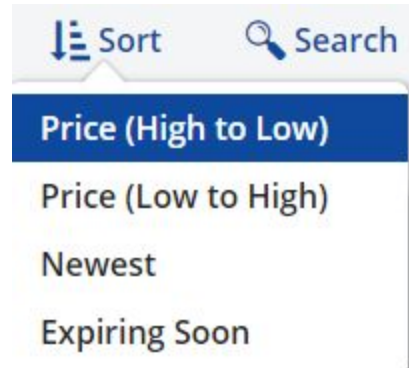 Sort Search
Price (High to Low)
Price (Low to High)
Newest
Expiring Soon